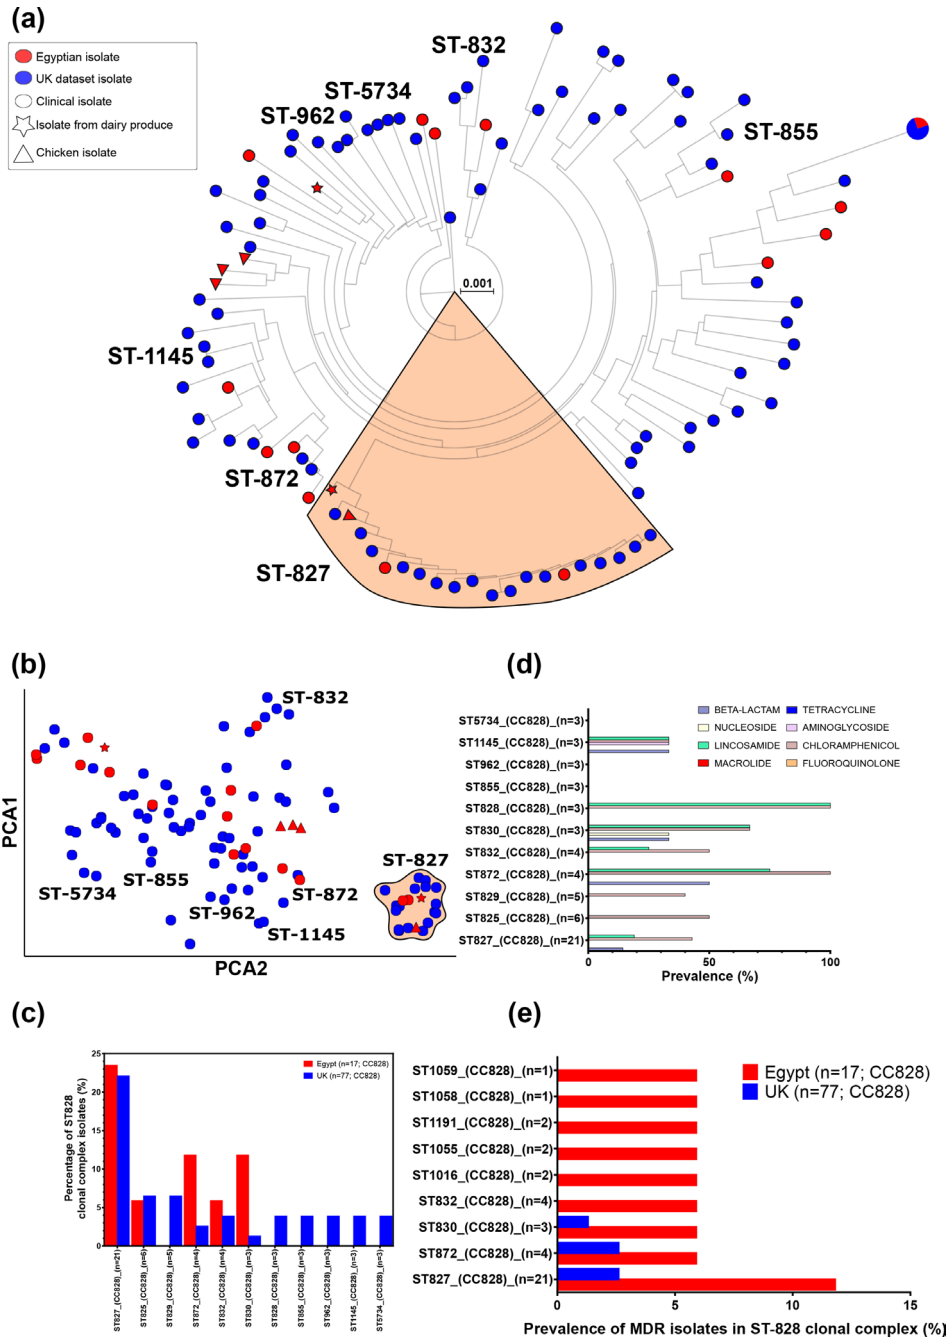 (a)
Egyptian isolate
UK dataset isolate
Clinical isolate
Isolate from dairy produce
Chicken isolate
ST-832
ST-5734
ST-962
ST-855
0.001
ST-1145
ST-872
ST-827
(b)
ST-832
PCA1
ST-827
ST-5734
ST-855
ST-872
ST-962
ST-1145
PCA2
(d)
BETA-LACTAM
TETRACYCLINE
NUCLEOSIDE
AMINOGLYCOSIDE
LINCOSAMIDE
CHLORAMPHENICOL
MACROLIDE
FLUOROQUINOLONE
ST5734_(CC828)_(n=3)
ST1145_(CC828)_(n=3)
ST962_(CC828)_(n=3)
ST855_(CC828)_(n=3)
ST828_(CC828)_(n=3)
ST830_(CC828)_(n=3)
ST832_(CC828)_(n=4)
ST872_(CC828)_(n=4)
ST829_(CC828)_(n=5)
ST825_(CC828)_(n=6)
ST827_(CC828)_(n=21)
0 50 100
Prevalence (%)
(c)
Percentage of ST828
clonal complex isolates (%)
25
20
15
10
5
0
Egypt (n=17; CC828)
UK (n=77; CC828)
ST827_(CC828)_(n=21)
ST825_(CC828)_(n=6)
ST829_(CC828)_(n=5)
ST872_(CC828)_(n=4)
ST832_(CC828)_(n=4)
ST830_(CC828)_(n=3)
ST828_(CC828)_(n=3)
ST855_(CC828)_(n=3)
ST962_(CC828)_(n=3)
ST1145_(CC828)_(n=3)
ST5734_(CC828)_(n=3)
(e)
Egypt (n=17; CC828)
UK (n=77; CC828)
ST1059_(CC828)_(n=1)
ST1058_(CC828)_(n=1)
ST1191_(CC828)_(n=2)
ST1055_(CC828)_(n=2)
ST1016_(CC828)_(n=2)
ST832_(CC828)_(n=4)
ST830_(CC828)_(n=3)
ST872_(CC828)_(n=4)
ST827_(CC828)_(n=21)
0 5 10 15
Prevalence of MDR isolates in ST-828 clonal complex (%)